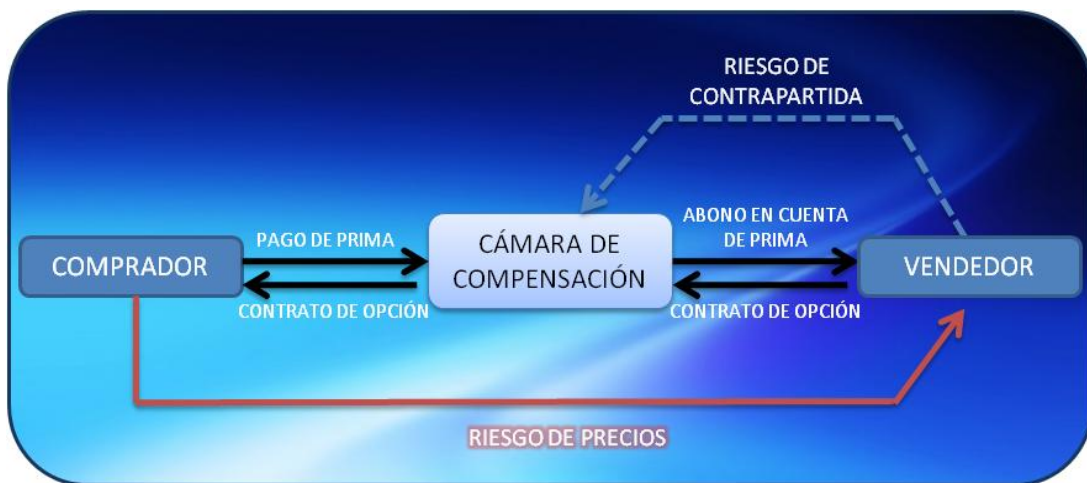 RIESGO DE
CONTRAPARTIDA
COMPRADOR
PAGO DE PRIMA
CONTRATO DE OPCIÓN
CÁMARA DE
COMPENSACIÓN
ABONO EN CUENTA
DE PRIMA
CONTRATO DE OPCIÓN
VENDEDOR
RIESGO DE PRECIOS